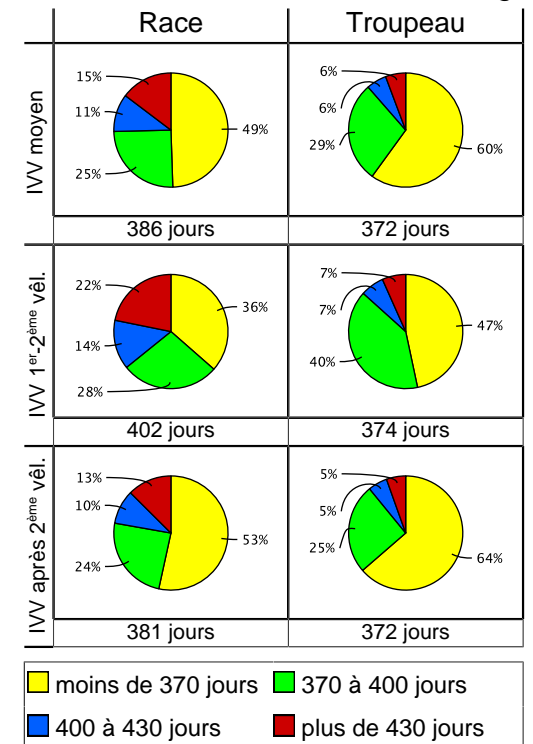 Race Troupeau
IVV moyen
15%
11%
25%
49%
6%
6%
29%
60%
386 jours 372 jours
IVV 1er-2ème vêl.
22%
14%
28%
36%
7%
7%
40%
47%
402 jours 374 jours
IVV après 2ème vêl.
13%
10%
24%
53%
5%
5%
25%
64%
381 jours 372 jours
moins de 370 jours 370 à 400 jours
400 à 430 jours plus de 430 jours